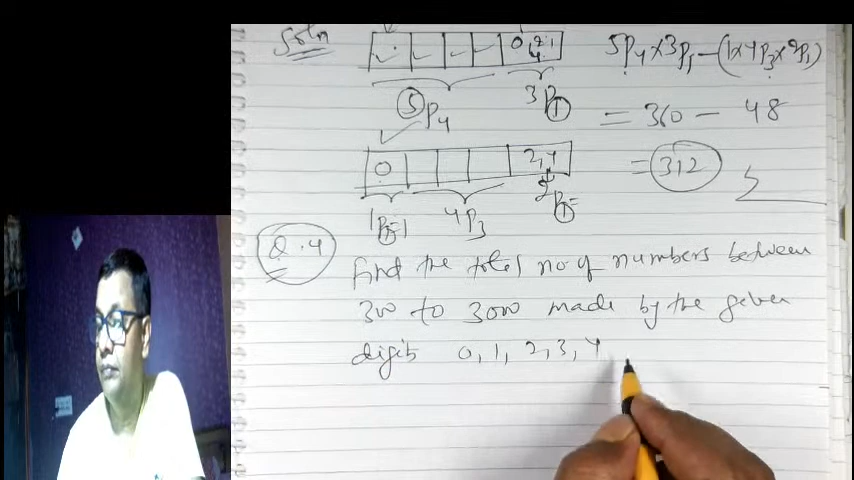 Soln
0, 2, 4 5P4 x 3P1 - (1 x 4P3 x 2P1)
5P4 3P1 = 360 - 48
0 2, 4 = 312
1P1=1 4P3 2P1=
Q.4
Find the total no of numbers between
300 to 3000 made by the given
digits 0, 1, 2, 3, 4